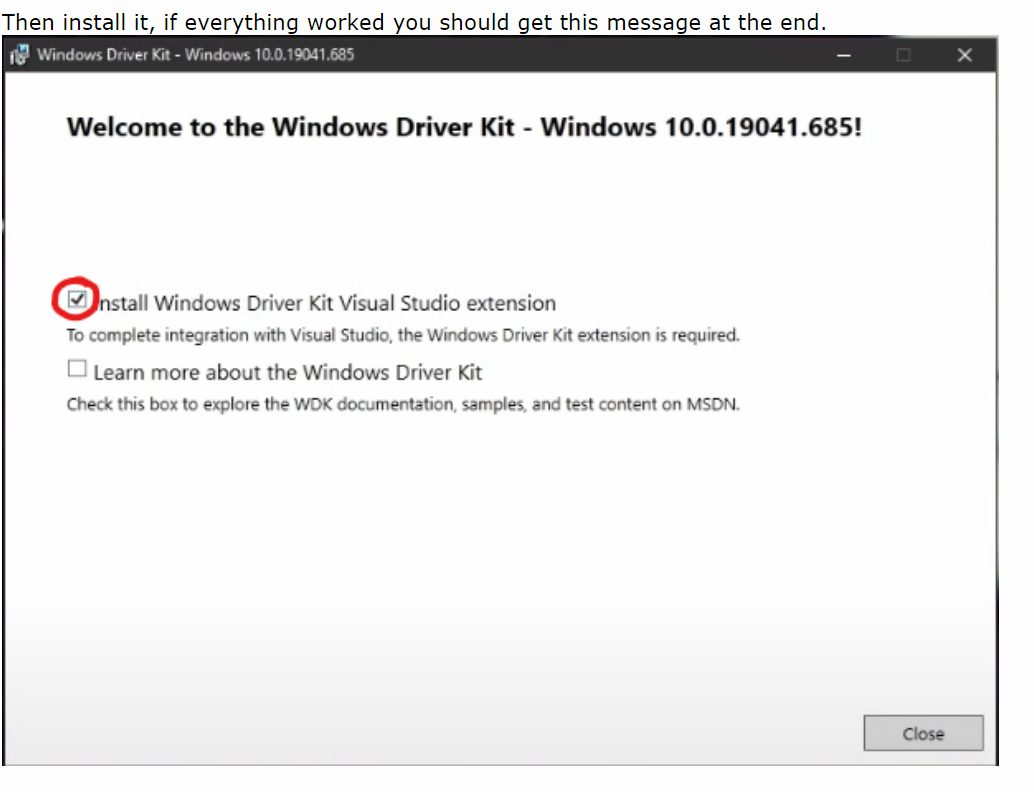 Then install it, if everything worked you should get this message at the end.
Windows Driver Kit - Windows 10.0.19041.685
Welcome to the Windows Driver Kit - Windows 10.0.19041.685!
Install Windows Driver Kit Visual Studio extension
To complete integration with Visual Studio, the Windows Driver Kit extension is required.
Learn more about the Windows Driver Kit
Check this box to explore the WDK documentation, samples, and test content on MSDN.
Close